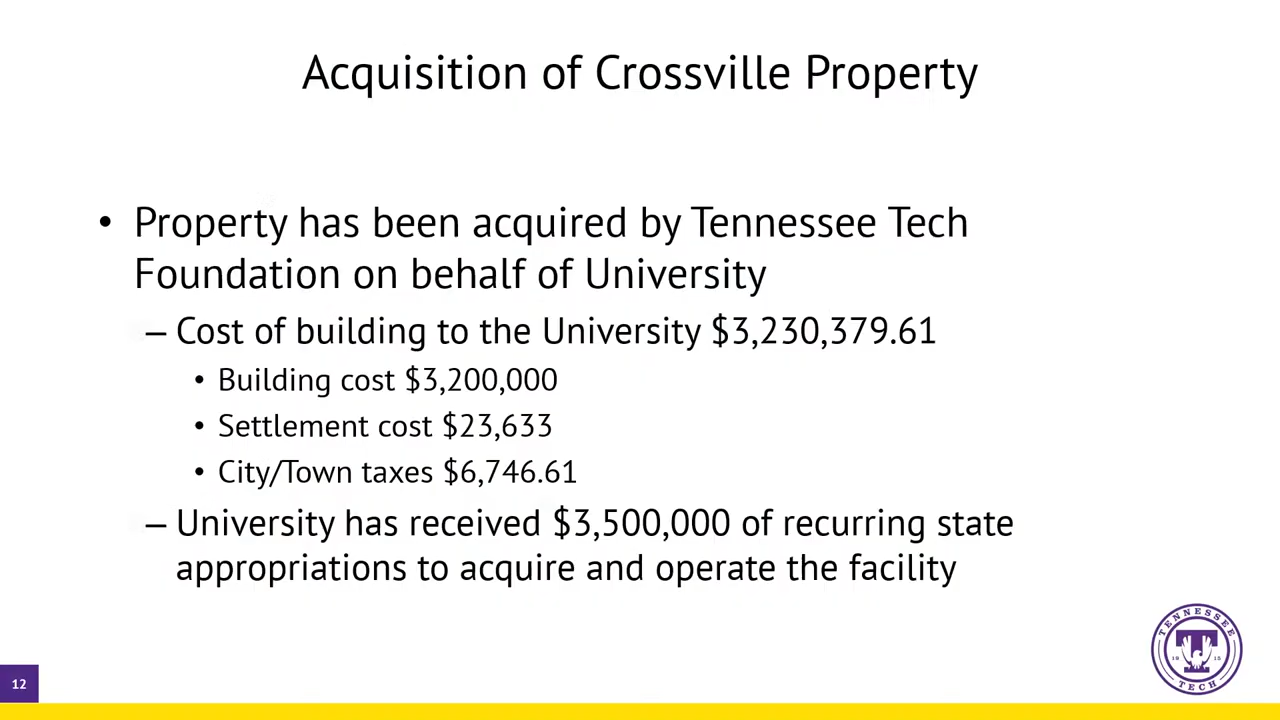 Acquisition of Crossville Property
• Property has been acquired by Tennessee Tech
Foundation on behalf of University
– Cost of building to the University $3,230,379.61
• Building cost $3,200,000
• Settlement cost $23,633
• City/Town taxes $6,746.61
– University has received $3,500,000 of recurring state
appropriations to acquire and operate the facility
TENNESSEE
T
19 15
TECH
12